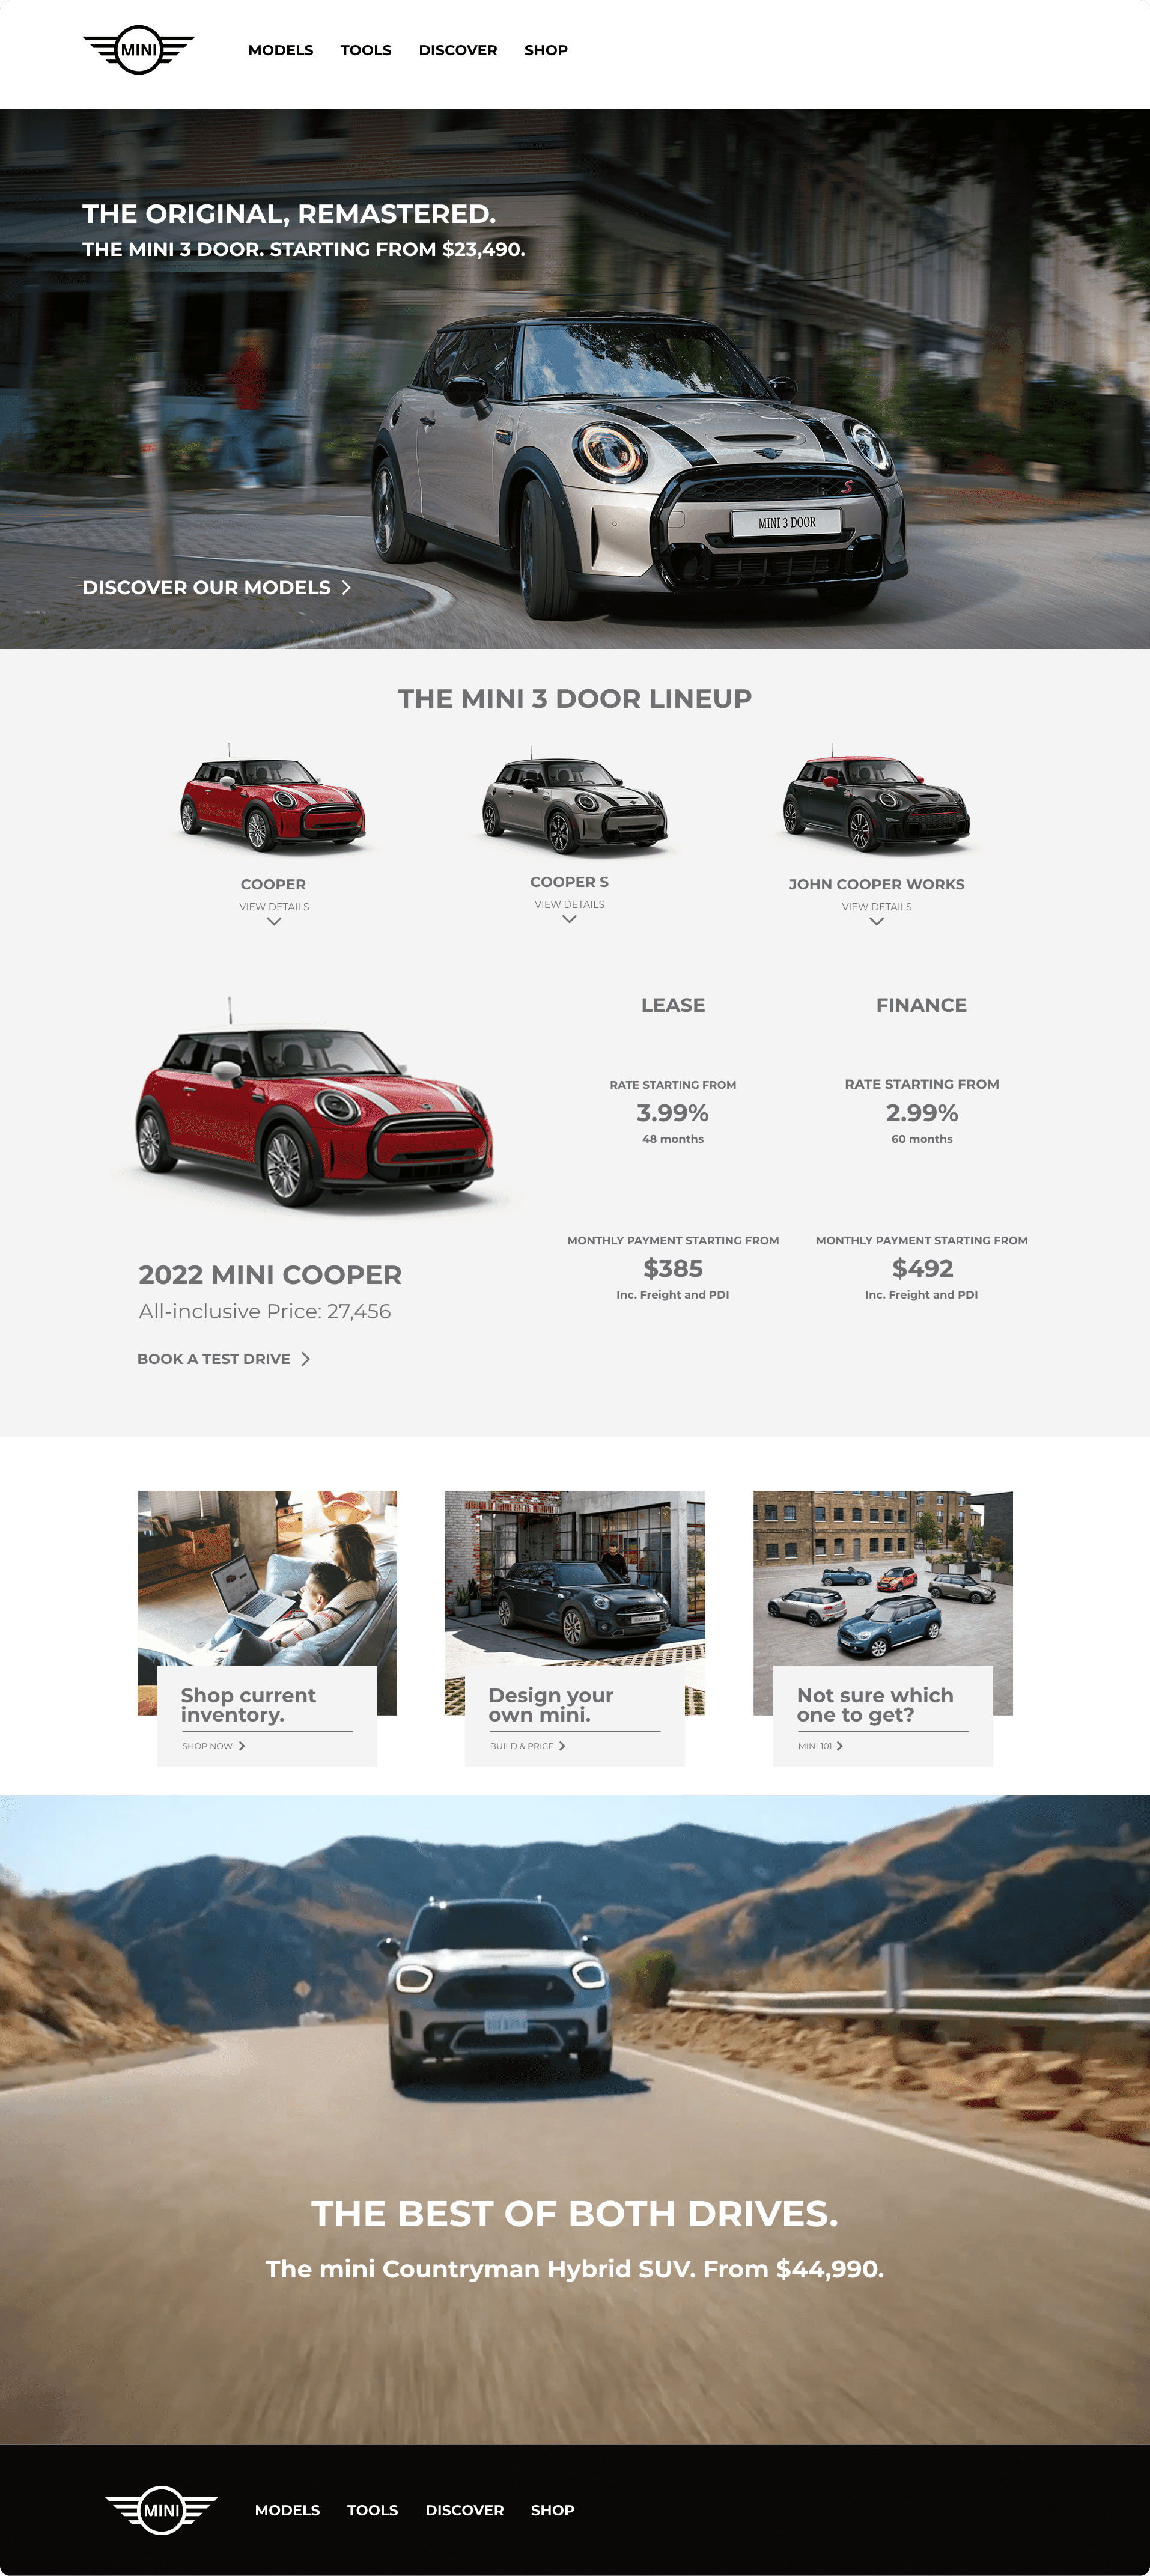 MINI
MODELS TOOLS DISCOVER SHOP
THE ORIGINAL, REMASTERED.
THE MINI 3 DOOR. STARTING FROM $23,490.
S
MINI 3 DOOR
DISCOVER OUR MODELS
THE MINI 3 DOOR LINEUP
COOPER
VIEW DETAILS
COOPER S
VIEW DETAILS
JOHN COOPER WORKS
VIEW DETAILS
2022 MINI COOPER
All-inclusive Price: 27,456
BOOK A TEST DRIVE
LEASE
RATE STARTING FROM
3.99%
48 months
MONTHLY PAYMENT STARTING FROM
$385
Inc. Freight and PDI
FINANCE
RATE STARTING FROM
2.99%
60 months
MONTHLY PAYMENT STARTING FROM
$492
Inc. Freight and PDI
Shop current
inventory.
SHOP NOW
Design your
own mini.
BUILD & PRICE
Not sure which
one to get?
MINI 101
THE BEST OF BOTH DRIVES.
The mini Countryman Hybrid SUV. From $44,990.
MINI
MODELS TOOLS DISCOVER SHOP